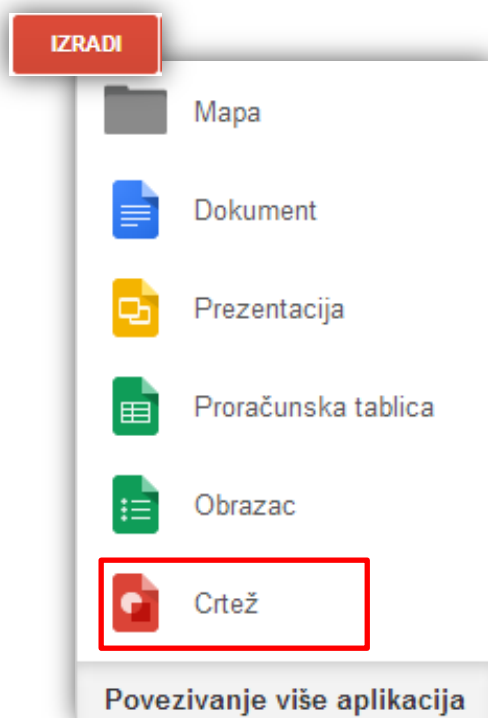 IZRADI
Mapa
Dokument
Prezentacija
Proračunska tablica
Obrazac
Crtež
Povezivanje više aplikacija